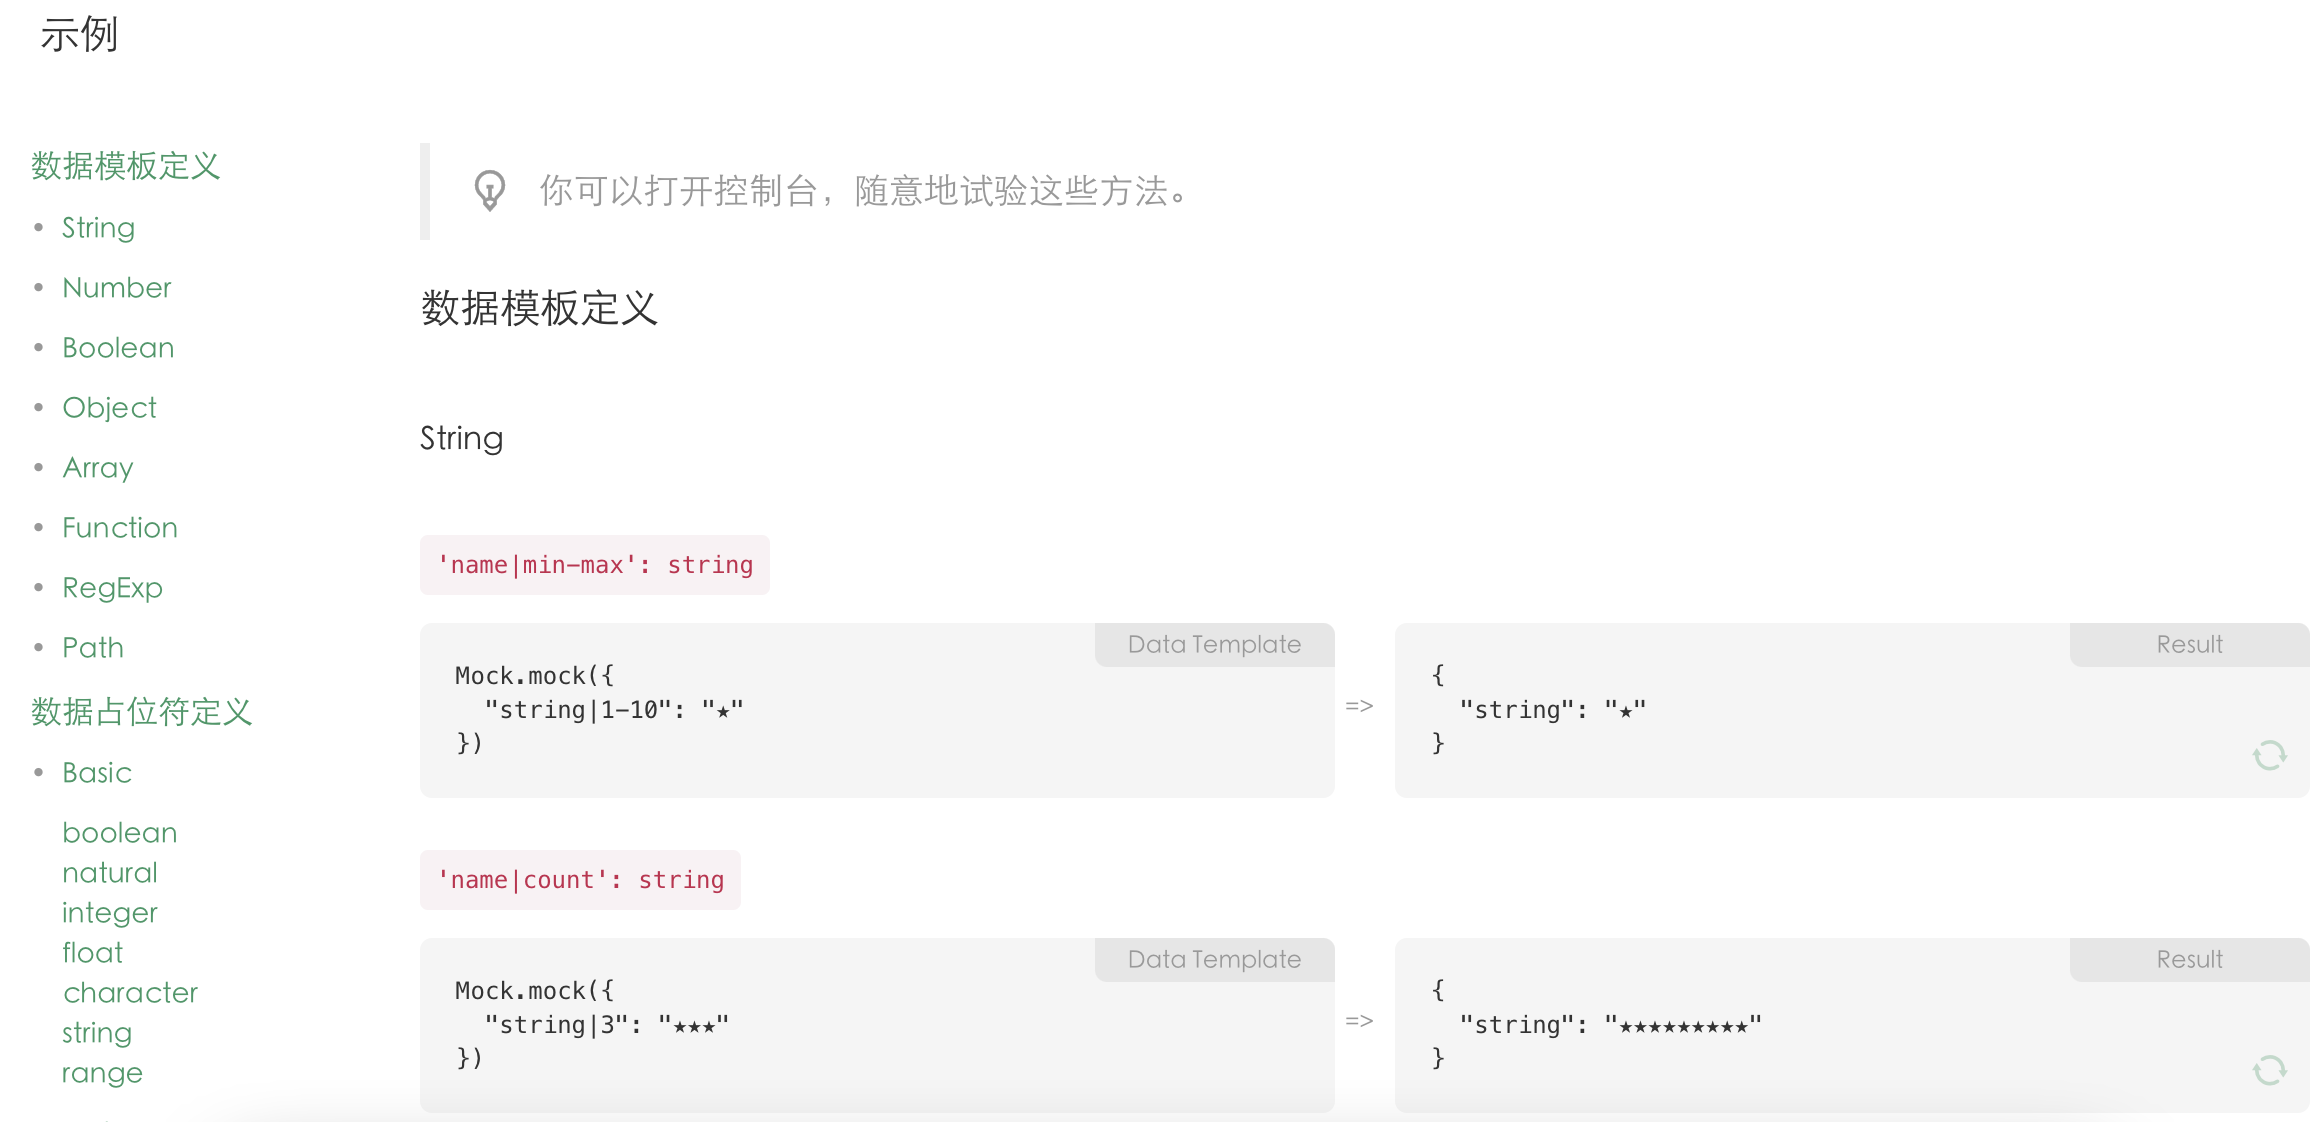 示例
数据模板定义
• String
• Number
• Boolean
• Object
• Array
• Function
• RegExp
• Path
数据占位符定义
• Basic
boolean
natural
integer
float
character
string
range
你可以打开控制台，随意地试验这些方法。
数据模板定义
String
'name|min-max': string
Data Template
Mock.mock({
"string|1-10": "★"
})
=>
Result
{
"string": "★"
}
'name|count': string
Data Template
Mock.mock({
"string|3": "★★★"
})
=>
Result
{
"string": "★★★★★★★★★"
}